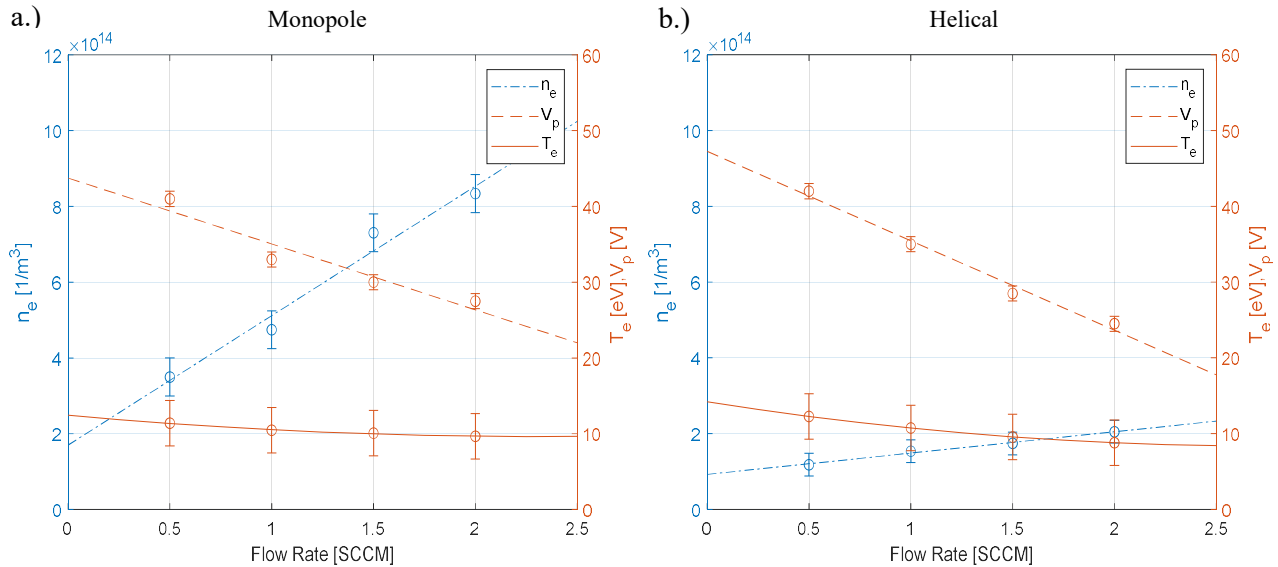 a.) Monopole
×10^14
12
10
8
6
4
2
0
n_e [1/m^3]
60
50
40
30
20
10
0
T_e [eV],V_p [V]
n_e
V_p
T_e
0 0.5 1 1.5 2 2.5
Flow Rate [SCCM]
b.) Helical
×10^14
12
10
8
6
4
2
0
n_e [1/m^3]
60
50
40
30
20
10
0
T_e [eV],V_p [V]
n_e
V_p
T_e
0 0.5 1 1.5 2 2.5
Flow Rate [SCCM]